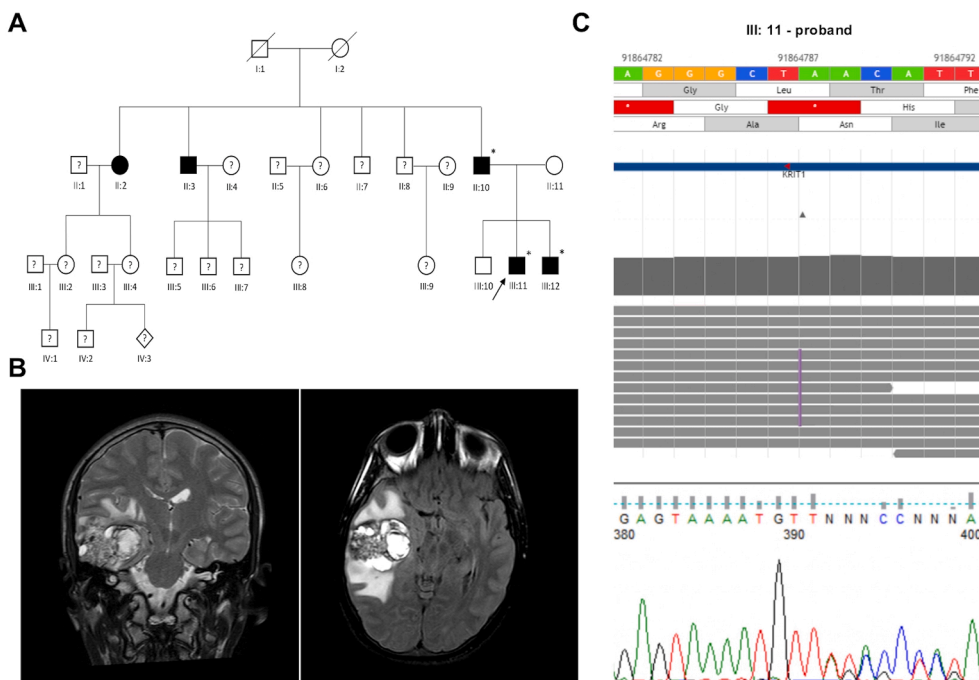 A
I:1 I:2
*
? ? ? ? ? ? ? ?
II:1 II:2 II:3 II:4 II:5 II:6 II:7 II:8 II:9 II:10 II:11
* *
? ? ? ? ? ? ? ? ?
III:1 III:2 III:3 III:4 III:5 III:6 III:7 III:8 III:9 III:10 III:11 III:12
? ? ?
IV:1 IV:2 IV:3
B
C
III: 11 - proband
91864782 91864787 91864792
A G G G C T A A C A T T
Gly Leu Thr Phe
* Gly * His
Arg Ala Asn Ile
KRIT1
G A G T A A A A T G T T N N N C C N N N A
380 390 400